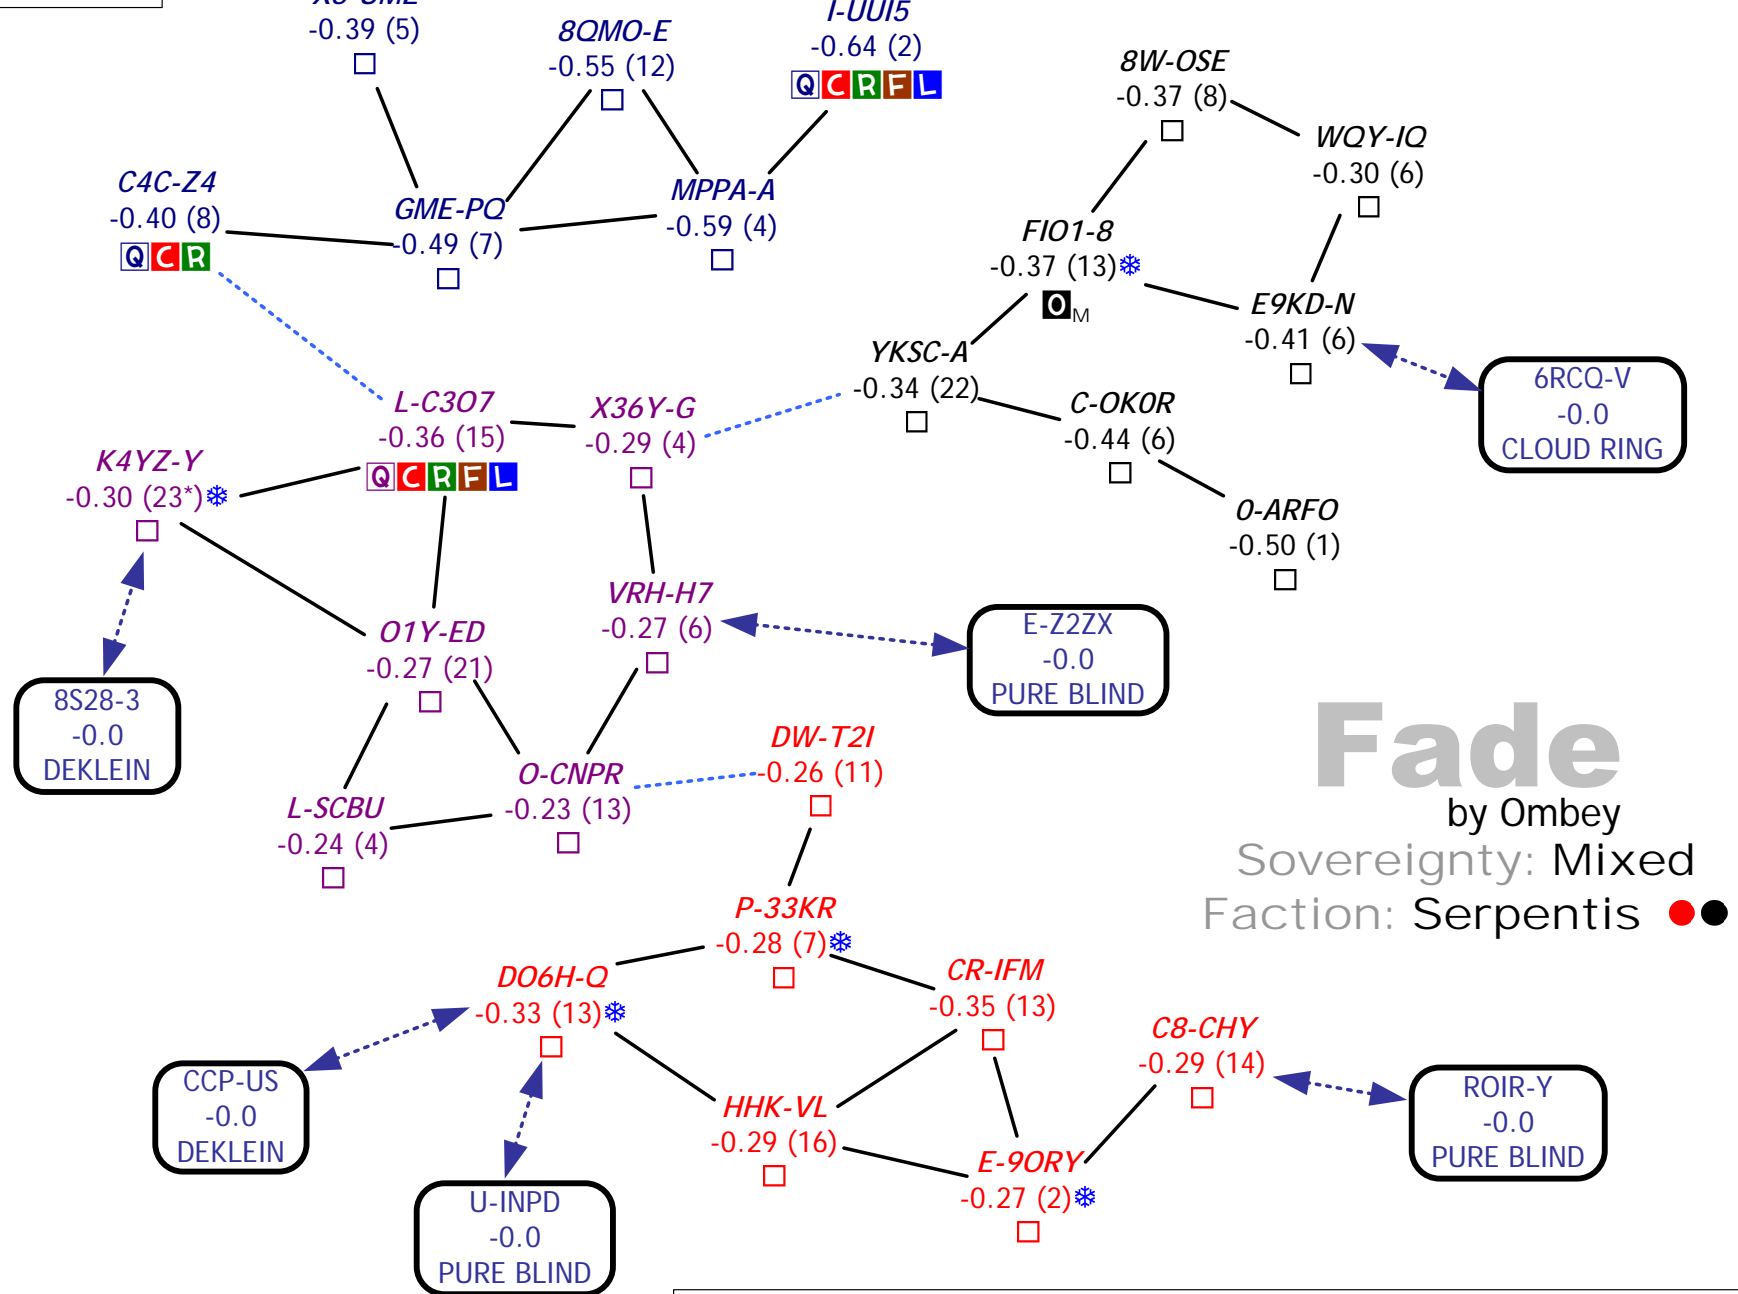 -0.39 (5)
8QMO-E
-0.55 (12)
I-UUI5
-0.64 (2)
Q C R F L
8W-OSE
-0.37 (8)
WQY-IQ
-0.30 (6)
C4C-Z4
-0.40 (8)
Q C R
GME-PQ
-0.49 (7)
MPPA-A
-0.59 (4)
FIO1-8
-0.37 (13)
O M
E9KD-N
-0.41 (6)
6RCQ-V
-0.0
CLOUD RING
YKSC-A
-0.34 (22)
C-OK0R
-0.44 (6)
0-ARFO
-0.50 (1)
L-C3O7
-0.36 (15)
Q C R F L
X36Y-G
-0.29 (4)
K4YZ-Y
-0.30 (23*)
VRH-H7
-0.27 (6)
E-Z2ZX
-0.0
PURE BLIND
O1Y-ED
-0.27 (21)
8S28-3
-0.0
DEKLEIN
O-CNPR
-0.23 (13)
DW-T2I
-0.26 (11)
L-SCBU
-0.24 (4)
Fade
by Ombey
Sovereignty: Mixed
Faction: Serpentis
P-33KR
-0.28 (7)
DO6H-Q
-0.33 (13)
CR-IFM
-0.35 (13)
C8-CHY
-0.29 (14)
CCP-US
-0.0
DEKLEIN
HHK-VL
-0.29 (16)
ROIR-Y
-0.0
PURE BLIND
E-9ORY
-0.27 (2)
U-INPD
-0.0
PURE BLIND